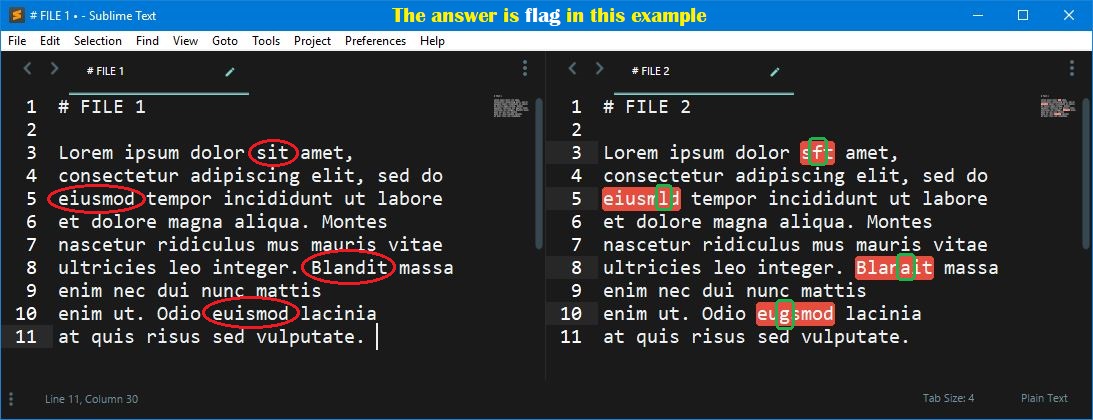 # FILE 1 • - Sublime Text
The answer is flag in this example
File Edit Selection Find View Goto Tools Project Preferences Help
# FILE 1
1 # FILE 1
2
3 Lorem ipsum dolor sit amet,
4 consectetur adipiscing elit, sed do
5 eiusmod tempor incididunt ut labore
6 et dolore magna aliqua. Montes
7 nascetur ridiculus mus mauris vitae
8 ultricies leo integer. Blandit massa
9 enim nec dui nunc mattis
10 enim ut. Odio euismod lacinia
11 at quis risus sed vulputate.
# FILE 2
1 # FILE 2
2
3 Lorem ipsum dolor sft amet,
4 consectetur adipiscing elit, sed do
5 eiusmld tempor incididunt ut labore
6 et dolore magna aliqua. Montes
7 nascetur ridiculus mus mauris vitae
8 ultricies leo integer. Blanait massa
9 enim nec dui nunc mattis
10 enim ut. Odio eugsmod lacinia
11 at quis risus sed vulputate.
Line 11, Column 30
Tab Size: 4
Plain Text